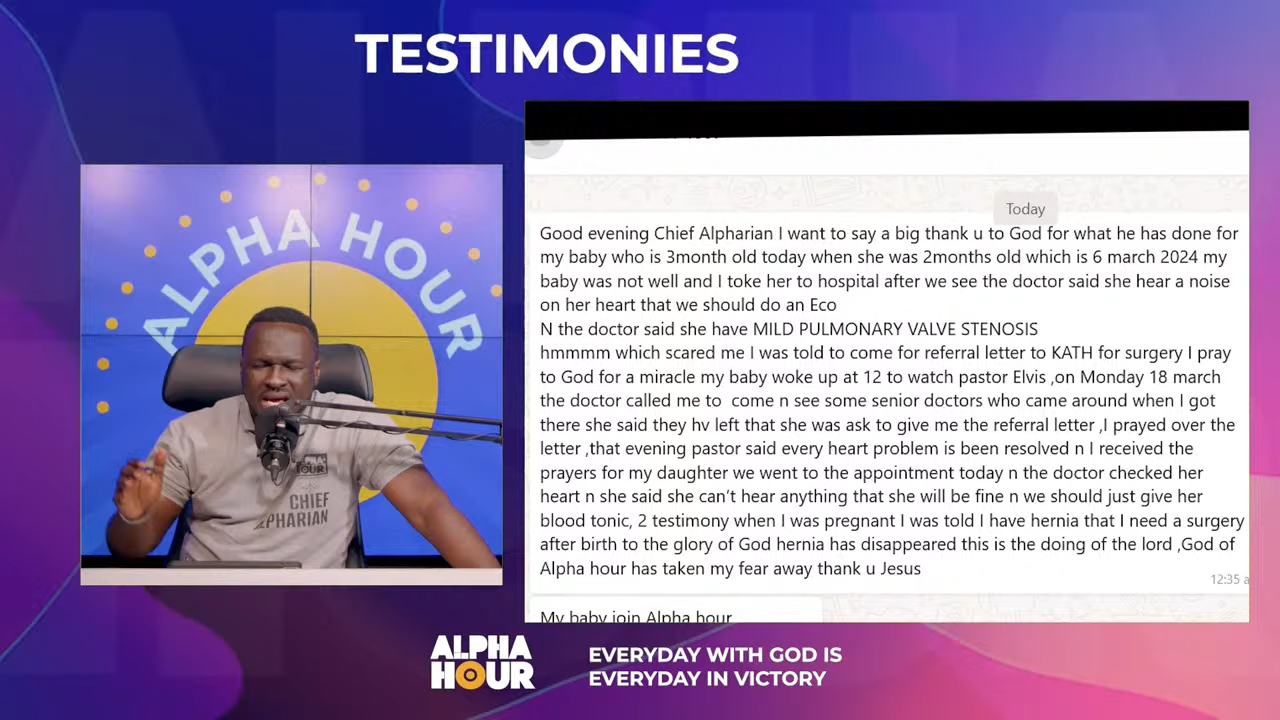 TESTIMONIES
ALPHA HOUR
ALPHA
HOUR
CHIEF
ALPHARIAN
Today
Good evening Chief Alpharian I want to say a big thank u to God for what he has done for
my baby who is 3month old today when she was 2months old which is 6 march 2024 my
baby was not well and I toke her to hospital after we see the doctor said she hear a noise
on her heart that we should do an Eco
N the doctor said she have MILD PULMONARY VALVE STENOSIS
hmmmm which scared me I was told to come for referral letter to KATH for surgery I pray
to God for a miracle my baby woke up at 12 to watch pastor Elvis ,on Monday 18 march
the doctor called me to come n see some senior doctors who came around when I got
there she said they hv left that she was ask to give me the referral letter ,I prayed over the
letter ,that evening pastor said every heart problem is been resolved n I received the
prayers for my daughter we went to the appointment today n the doctor checked her
heart n she said she can't hear anything that she will be fine n we should just give her
blood tonic, 2 testimony when I was pregnant I was told I have hernia that I need a surgery
after birth to the glory of God hernia has disappeared this is the doing of the lord ,God of
Alpha hour has taken my fear away thank u Jesus
12:35 a
My baby join Alpha hour
ALPHA
HOUR
EVERYDAY WITH GOD IS
EVERYDAY IN VICTORY